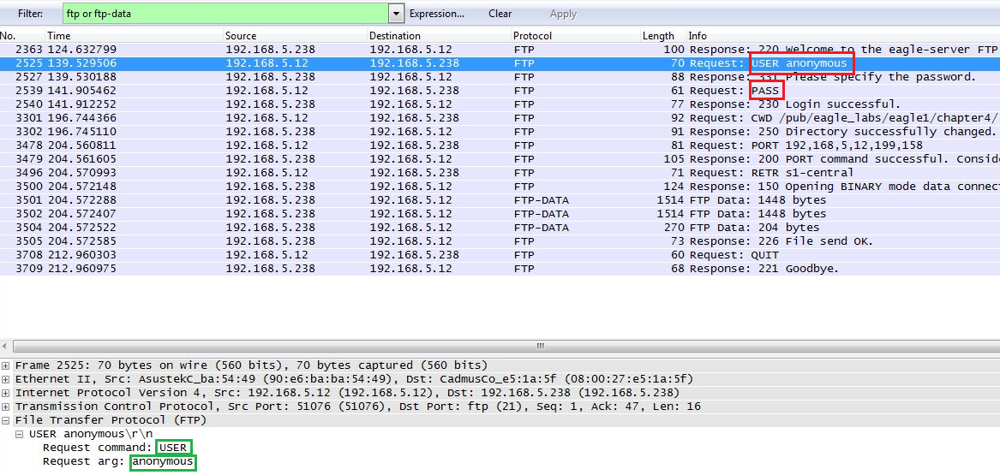 Filter: ftp or ftp-data Expression... Clear Apply
No. Time Source Destination Protocol Length Info
2363 124.632799 192.168.5.238 192.168.5.12 FTP 100 Response: 220 Welcome to the eagle-server FTP
2525 139.529506 192.168.5.12 192.168.5.238 FTP 70 Request: USER anonymous
2527 139.530188 192.168.5.238 192.168.5.12 FTP 88 Response: 331 Please specify the password.
2539 141.905462 192.168.5.12 192.168.5.238 FTP 61 Request: PASS
2540 141.912252 192.168.5.238 192.168.5.12 FTP 77 Response: 230 Login successful.
3301 196.744366 192.168.5.12 192.168.5.238 FTP 92 Request: CWD /pub/eagle_labs/eagle1/chapter4/
3302 196.745110 192.168.5.238 192.168.5.12 FTP 91 Response: 250 Directory successfully changed.
3478 204.560811 192.168.5.12 192.168.5.238 FTP 81 Request: PORT 192,168,5,12,199,158
3479 204.561605 192.168.5.238 192.168.5.12 FTP 105 Response: 200 PORT command successful. Conside
3496 204.570993 192.168.5.12 192.168.5.238 FTP 71 Request: RETR s1-central
3500 204.572148 192.168.5.238 192.168.5.12 FTP 124 Response: 150 Opening BINARY mode data connect
3501 204.572288 192.168.5.238 192.168.5.12 FTP-DATA 1514 FTP Data: 1448 bytes
3502 204.572407 192.168.5.238 192.168.5.12 FTP-DATA 1514 FTP Data: 1448 bytes
3504 204.572522 192.168.5.238 192.168.5.12 FTP-DATA 270 FTP Data: 204 bytes
3505 204.572585 192.168.5.238 192.168.5.12 FTP 73 Response: 226 File send OK.
3708 212.960303 192.168.5.12 192.168.5.238 FTP 60 Request: QUIT
3709 212.960975 192.168.5.238 192.168.5.12 FTP 68 Response: 221 Goodbye.
Frame 2525: 70 bytes on wire (560 bits), 70 bytes captured (560 bits)
Ethernet II, Src: AsustekC_ba:54:49 (90:e6:ba:ba:54:49), Dst: CadmusCo_e5:1a:5f (08:00:27:e5:1a:5f)
Internet Protocol Version 4, Src: 192.168.5.12 (192.168.5.12), Dst: 192.168.5.238 (192.168.5.238)
Transmission Control Protocol, Src Port: 51076 (51076), Dst Port: ftp (21), Seq: 1, Ack: 47, Len: 16
File Transfer Protocol (FTP)
USER anonymous\r\n
Request command: USER
Request arg: anonymous